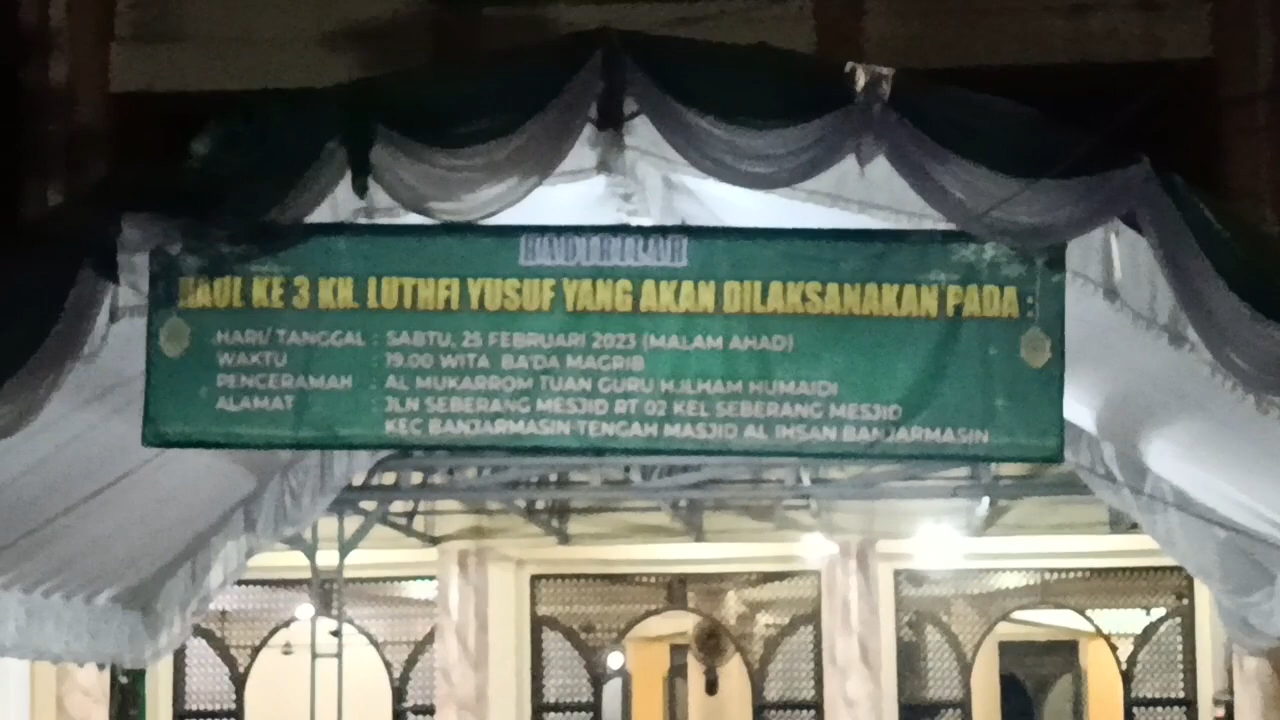 HADIRILAH
HAUL KE 3 KH. LUTHFI YUSUF YANG AKAN DILAKSANAKAN PADA :
HARI/ TANGGAL : SABTU, 25 FEBRUARI 2023 (MALAM AHAD)
WAKTU : 19.00 WITA BA'DA MAGRIB
PENCERAMAH : AL MUKARROM TUAN GURU H.ILHAM HUMAIDI
ALAMAT : JLN SEBERANG MESJID RT 02 KEL SEBERANG MESJID
KEC BANJARMASIN TENGAH MASJID AL IHSAN BANJARMASIN